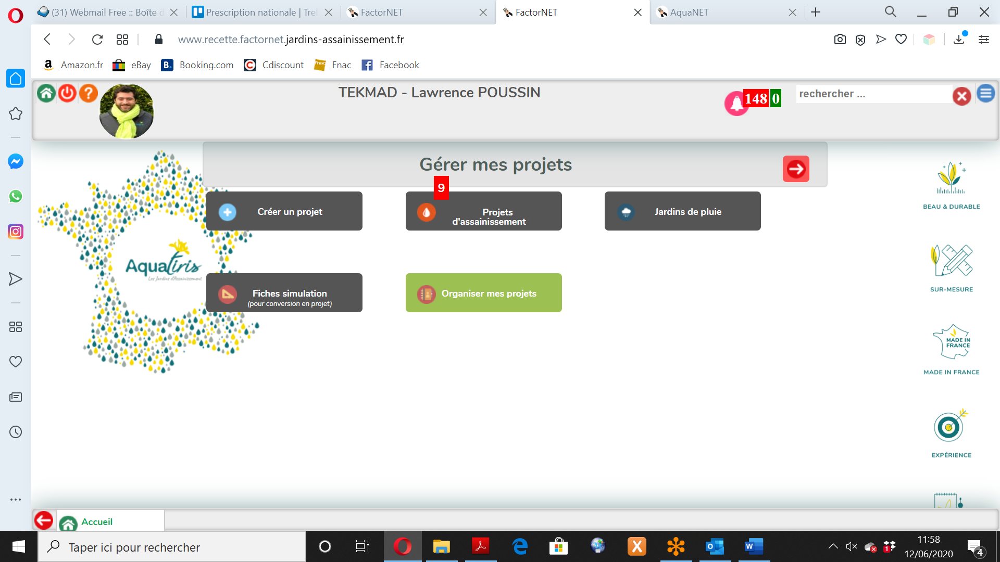 (31) Webmail Free :: Boîte d
Prescription nationale | Trel
FactorNET
FactorNET
AquaNET
www.recette.factornet.jardins-assainissement.fr
Amazon.fr
eBay
Booking.com
Cdiscount
Fnac
Facebook
TEKMAD - Lawrence POUSSIN
148 0
rechercher ...
Gérer mes projets
9
Créer un projet
Projets
d'assainissement
Jardins de pluie
Fiches simulation
(pour conversion en projet)
Organiser mes projets
Aquatiris
Les Jardins d'Assainissement
BEAU & DURABLE
SUR-MESURE
MADE IN
FRANCE
MADE IN FRANCE
EXPÉRIENCE
Accueil
Taper ici pour rechercher
11:58
12/06/2020
1
4